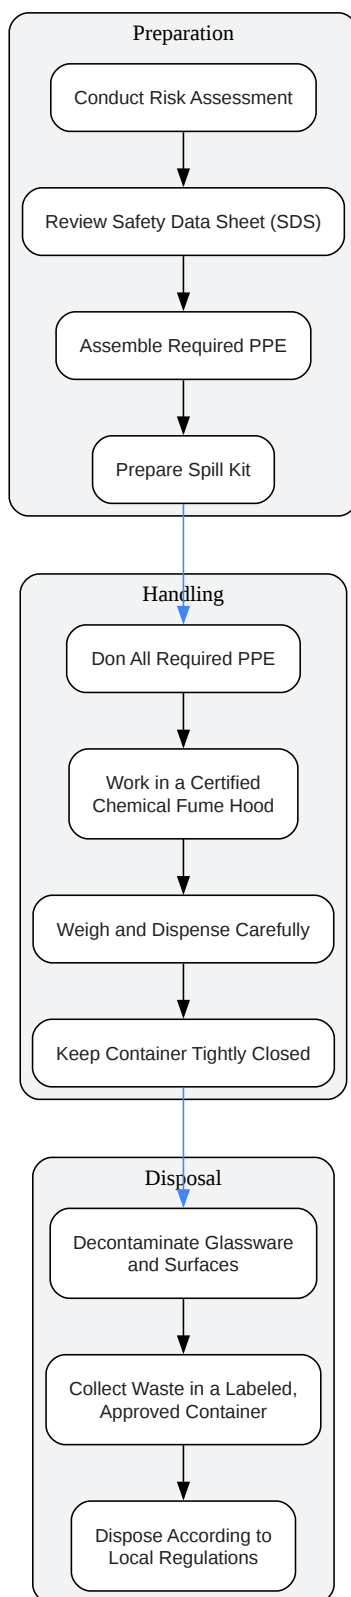 Preparation
Conduct Risk Assessment
Review Safety Data Sheet (SDS)
Assemble Required PPE
Prepare Spill Kit
Handling
Don All Required PPE
Work in a Certified
Chemical Fume Hood
Weigh and Dispense Carefully
Keep Container Tightly Closed
Disposal
Decontaminate Glassware
and Surfaces
Collect Waste in a Labeled,
Approved Container
Dispose According to
Local Regulations